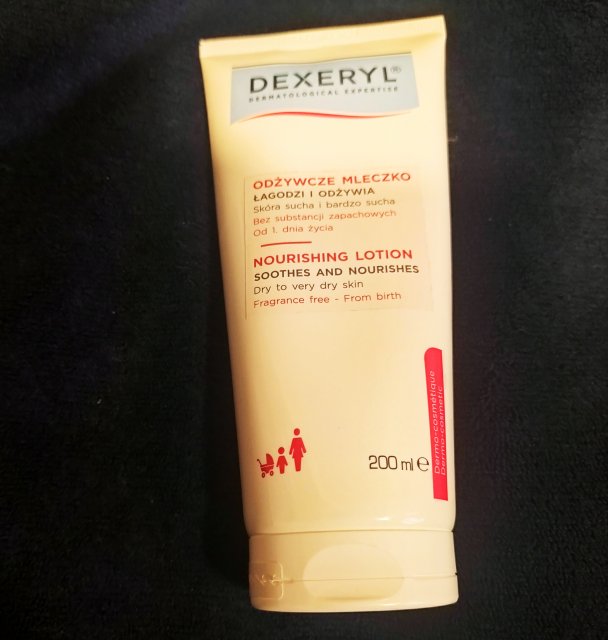 DEXERYL®
DERMATOLOGICAL EXPERTISE
ODŻYWCZE MLECZKO
ŁAGODZI I ODŻYWIA
Skóra sucha i bardzo sucha
Bez substancji zapachowych
Od 1. dnia życia
NOURISHING LOTION
SOOTHES AND NOURISHES
Dry to very dry skin
Fragrance free - From birth
200 ml ℮
Dermo-cosmétique
Dermo-cosmetic